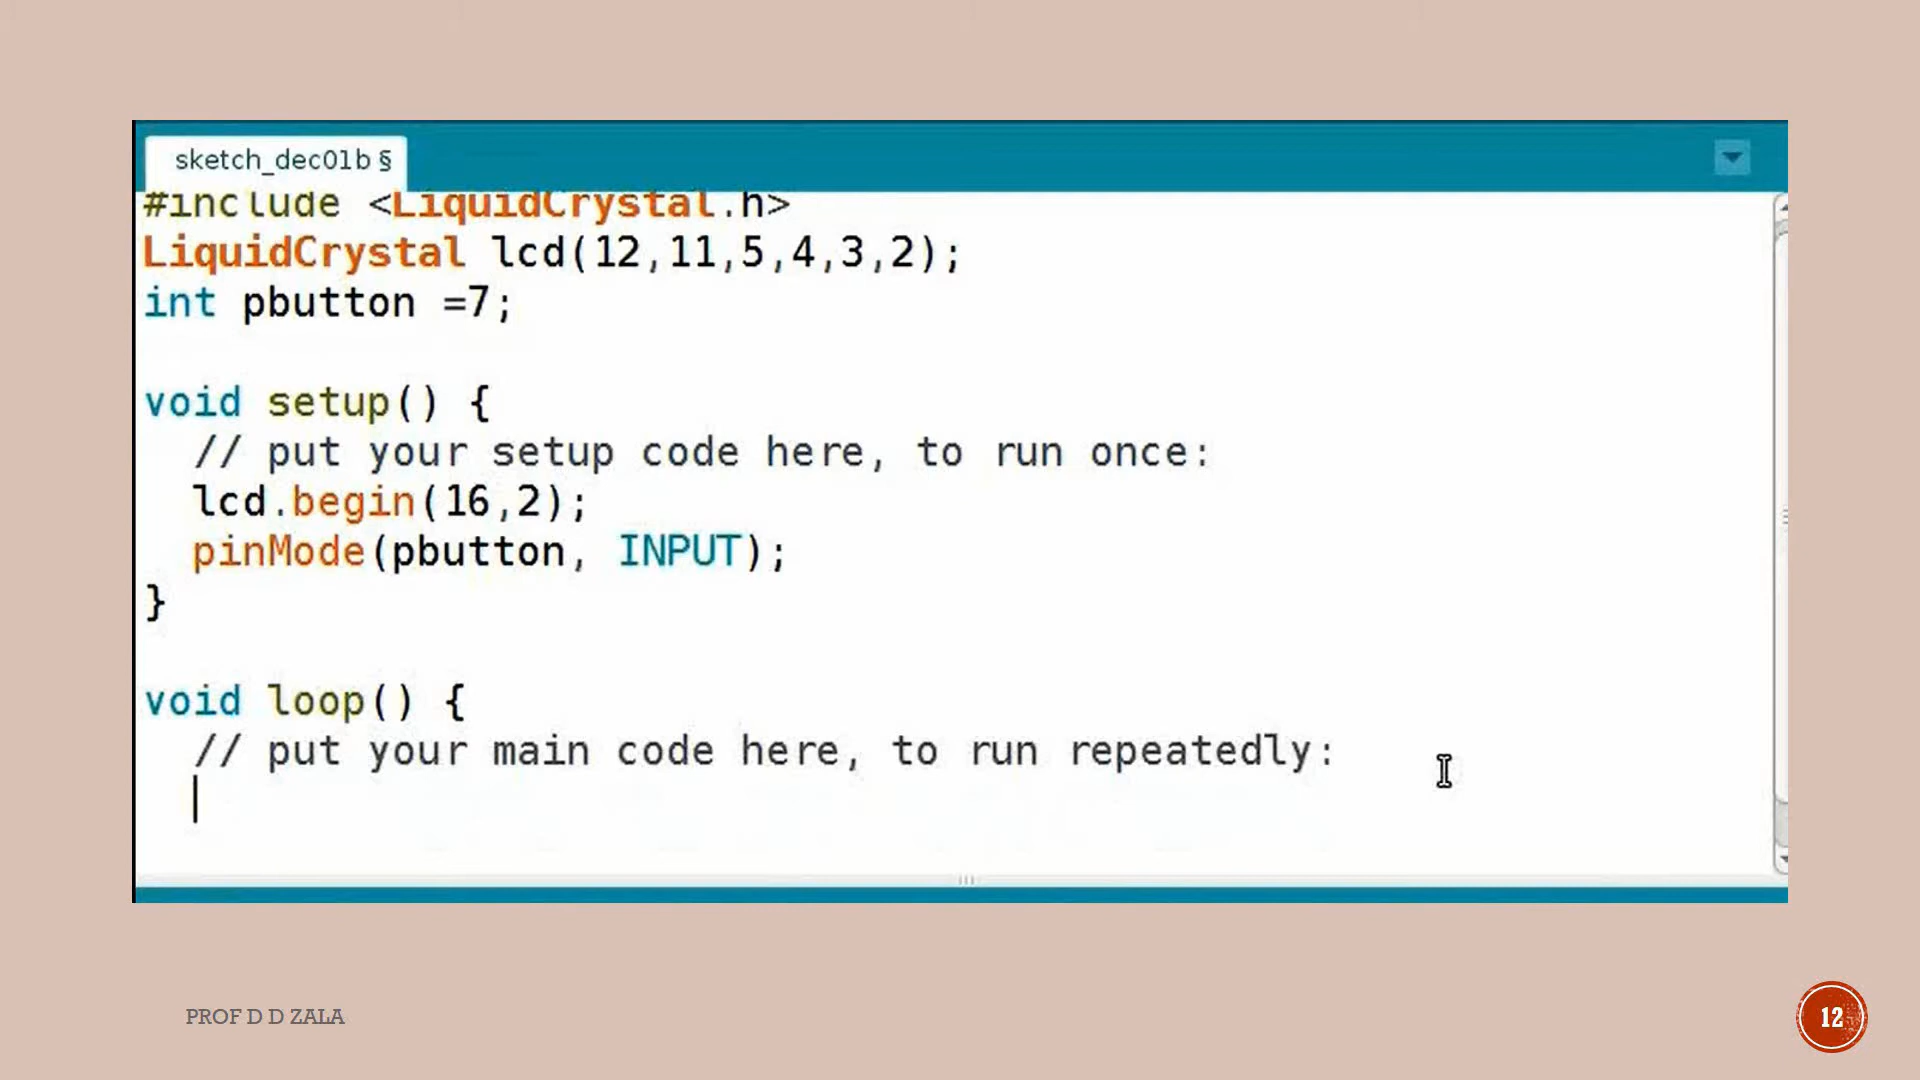 sketch_dec01b §
#include <LiquidCrystal.h>
LiquidCrystal lcd(12,11,5,4,3,2);
int pbutton =7;
void setup() {
  // put your setup code here, to run once:
  lcd.begin(16,2);
  pinMode(pbutton, INPUT);
}
void loop() {
  // put your main code here, to run repeatedly:
PROF D D ZALA
12